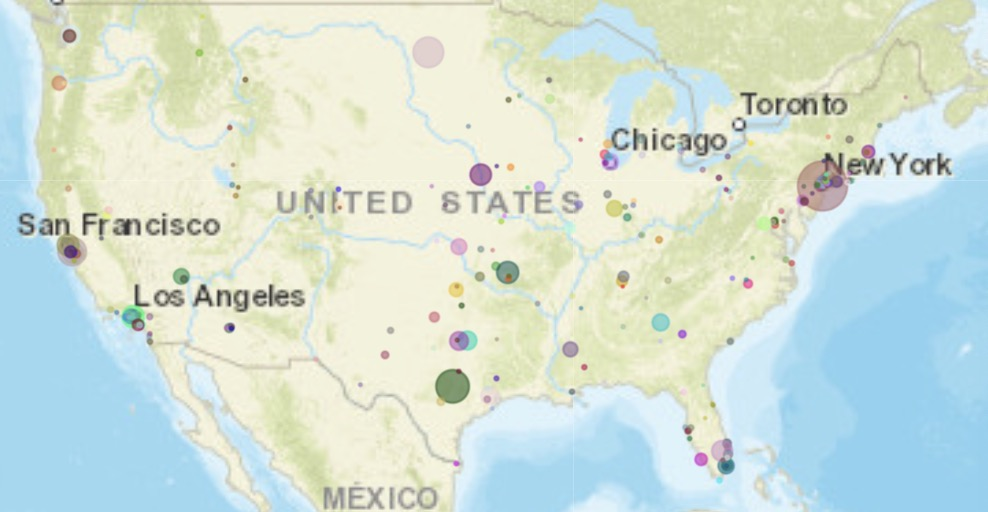 Toronto
Chicago
New York
UNITED STATES
San Francisco
Los Angeles
MÉXICO